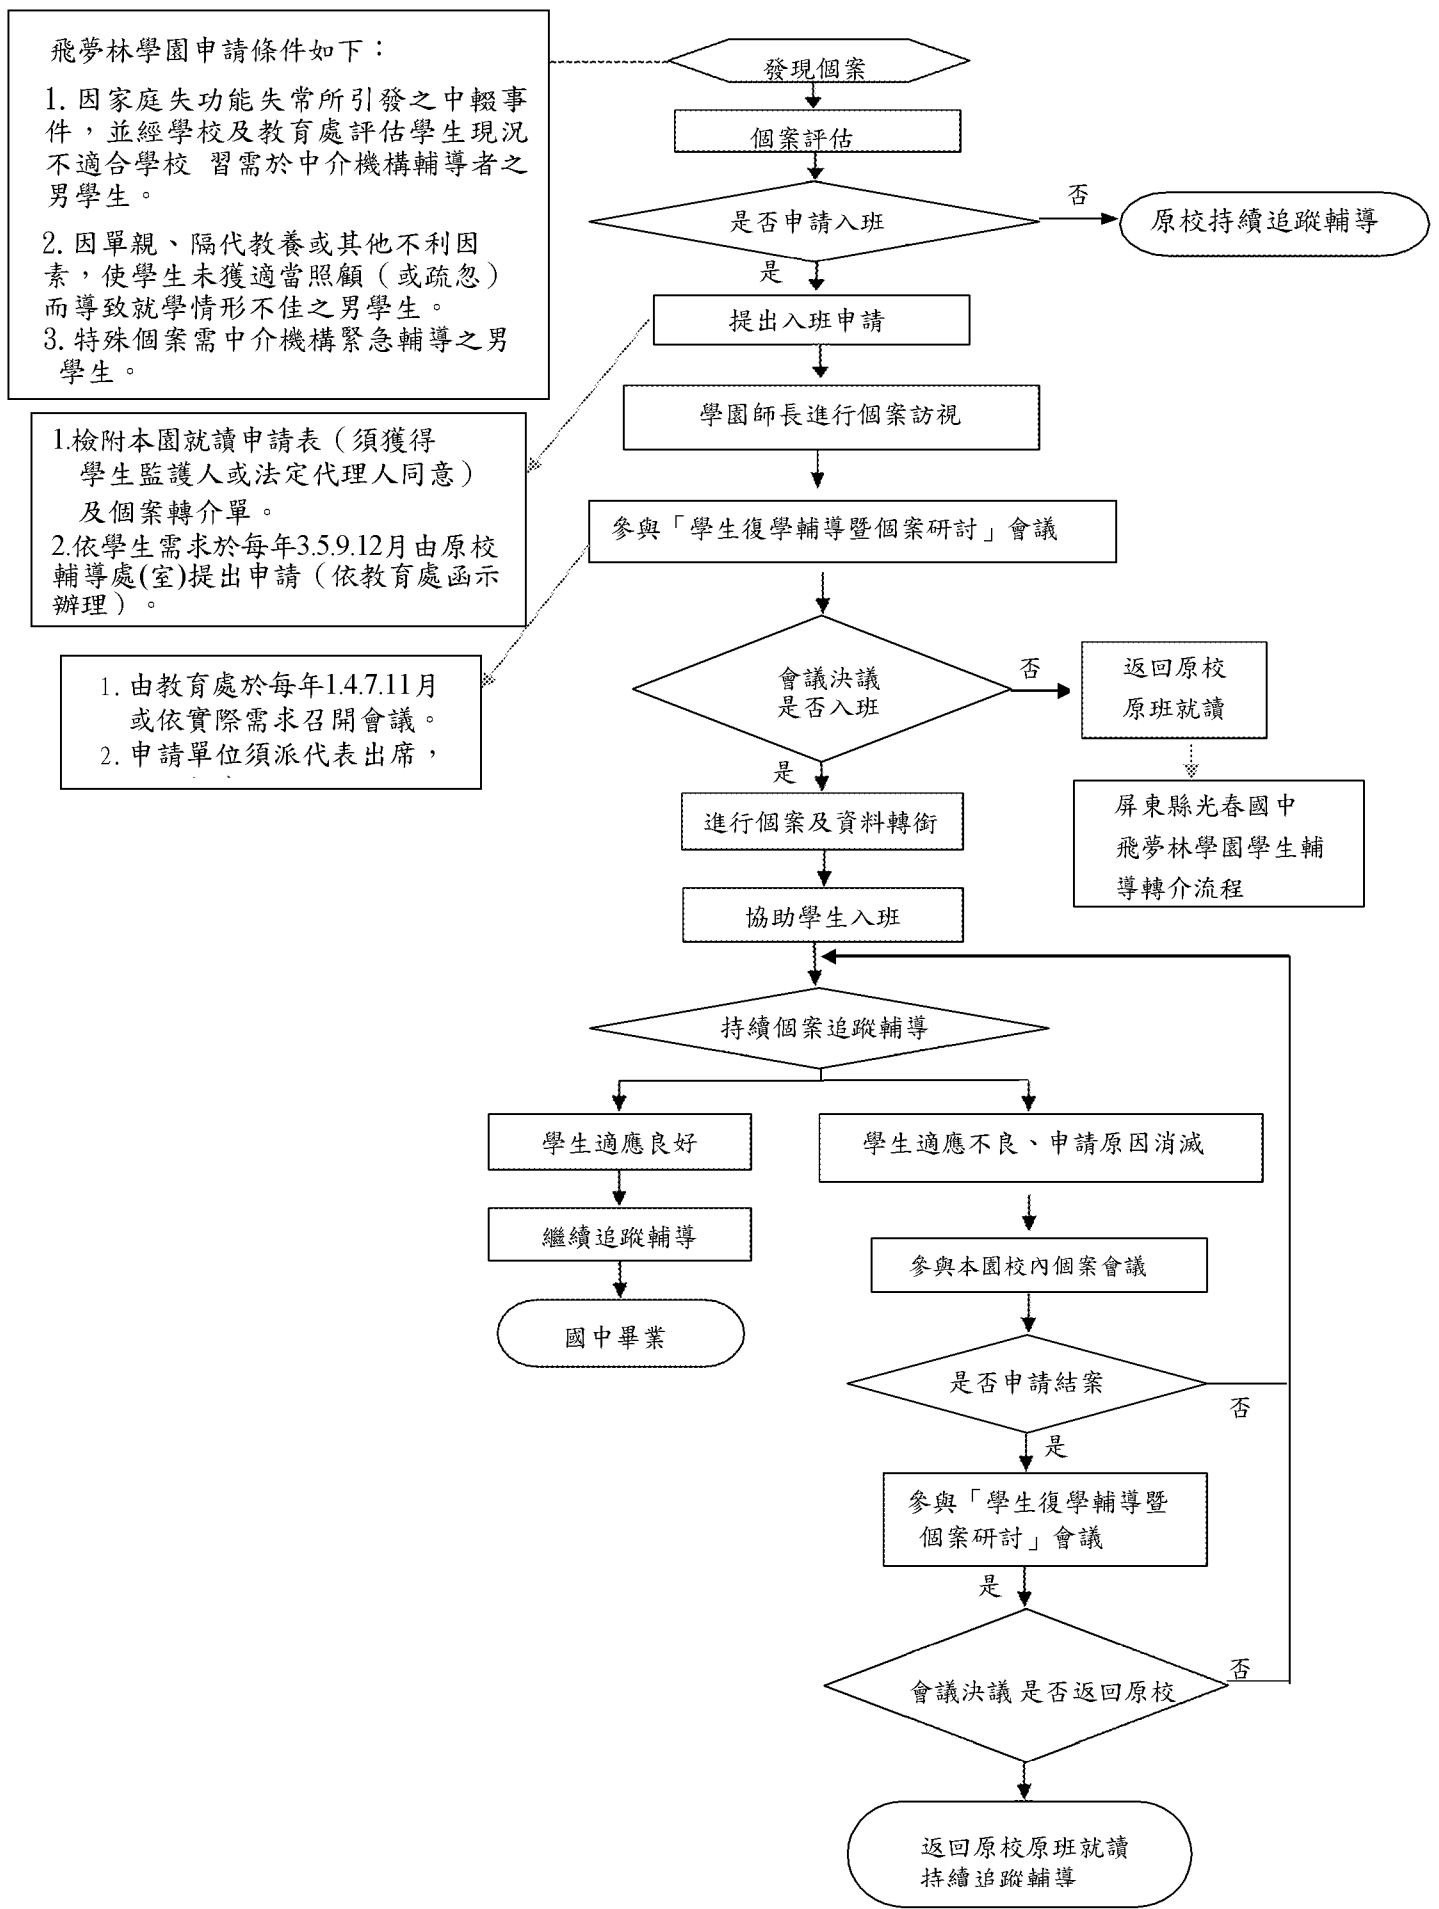 飛夢林學園申請條件如下：
1. 因家庭失功能失常所引發之中輟事
件，並經學校及教育處評估學生現況
不適合學校 習需於中介機構輔導者之
男學生。
2. 因單親、隔代教養或其他不利因
素，使學生未獲適當照顧（或疏忽）
而導致就學情形不佳之男學生。
3. 特殊個案需中介機構緊急輔導之男
學生。
發現個案
個案評估
是否申請入班
否
原校持續追蹤輔導
是
提出入班申請
學園師長進行個案訪視
1.檢附本園就讀申請表（須獲得
學生監護人或法定代理人同意）
及個案轉介單。
2.依學生需求於每年3.5.9.12月由原校
輔導處(室)提出申請（依教育處函示
辦理）。
參與「學生復學輔導暨個案研討」會議
1. 由教育處於每年1.4.7.11月
或依實際需求召開會議。
2. 申請單位須派代表出席，
會議決議
是否入班
否
返回原校
原班就讀
是
屏東縣光春國中
飛夢林學園學生輔
導轉介流程
進行個案及資料轉銜
協助學生入班
持續個案追蹤輔導
學生適應良好
學生適應不良、申請原因消滅
繼續追蹤輔導
參與本園校內個案會議
國中畢業
是否申請結案
否
是
參與「學生復學輔導暨
個案研討」會議
是
會議決議 是否返回原校
否
返回原校原班就讀
持續追蹤輔導